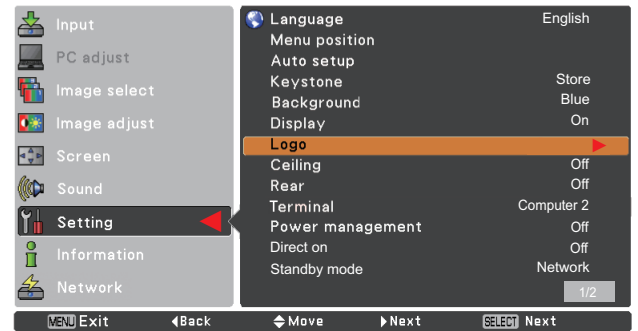 Input
PC adjust
Image select
Image adjust
Screen
Sound
Setting
Information
Network
Language English
Menu position
Auto setup
Keystone Store
Background Blue
Display On
Logo
Ceiling Off
Rear Off
Terminal Computer 2
Power management Off
Direct on Off
Standby mode Network
1/2
MENU Exit Back Move Next SELECT Next